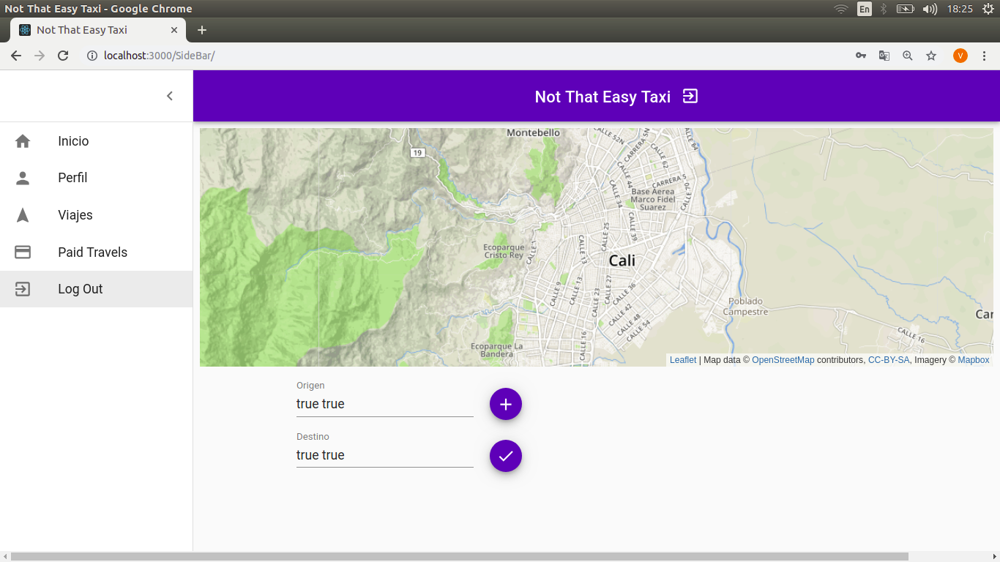 Not That Easy Taxi - Google Chrome
En
18:25
Not That Easy Taxi
localhost:3000/SideBar/
V
Not That Easy Taxi
Inicio
Perfil
Viajes
Paid Travels
Log Out
Montebello
CALLE 52N
CARRERA 5N
CALLE 84
19
CALLE 62
CALLE 44
CARRERA 5
CALLE 70
Base Aerea
Marco Fidel
Suarez
CALLE 34
CALLE 39
CALLE 25
Ecoparque
Cristo Rey
CALLE 1
CALLE 13
Cali
CALLE 9
CALLE 13
CALLE 27
CALLE 23
CALLE 36
CALLE 42
CALLE 48
CALLE 54
Poblado
Campestre
Car
CALLE 16
CALLE 16
Ecoparque La
Bandera
Leaflet | Map data © OpenStreetMap contributors, CC-BY-SA, Imagery © Mapbox
Origen
true true
Destino
true true